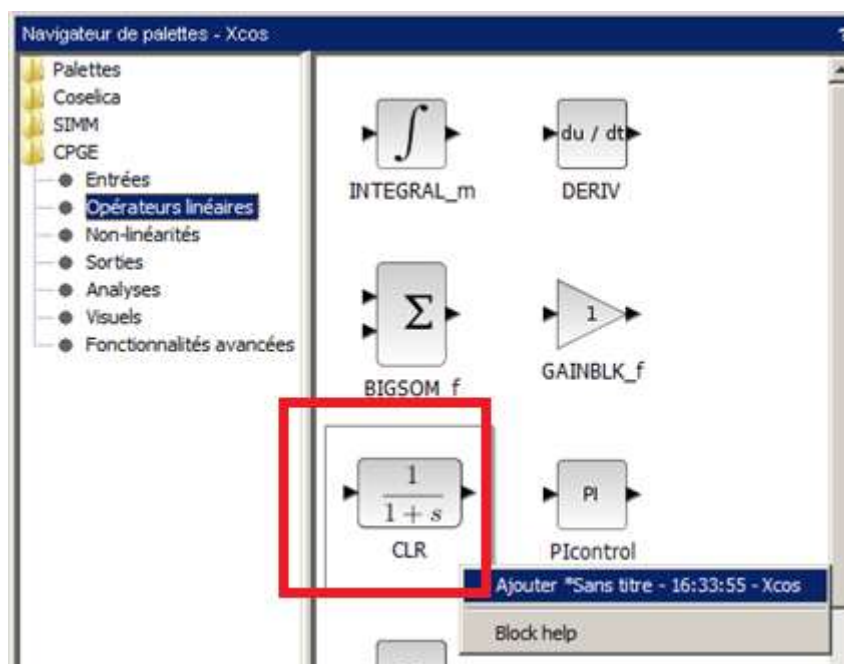 Navigateur de palettes - Xcos
Palettes
Coselica
SIMM
CPGE
Entrées
Opérateurs linéaires
Non-linéarités
Sorties
Analyses
Visuels
Fonctionnalités avancées
∫
du / dt
INTEGRAL_m
DERIV
Σ
1
BIGSOM_f
GAINBLK_f
1
1 + s
PI
CLR
PIcontrol
Ajouter *Sans titre - 16:33:55 - Xcos
Block help